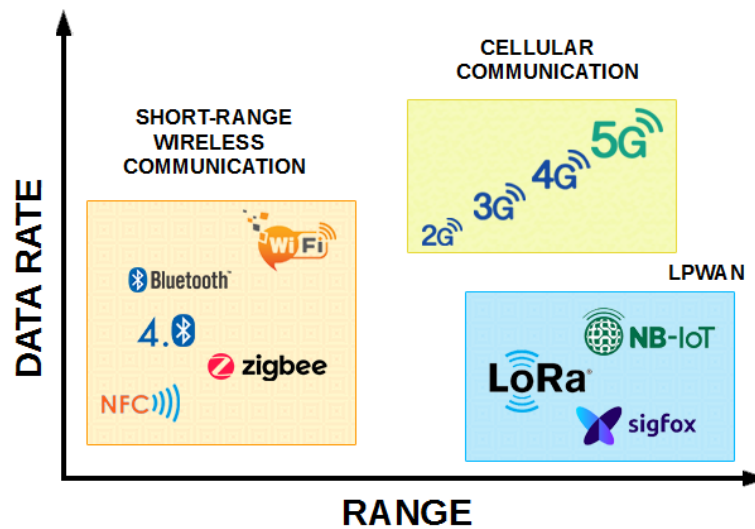 CELLULAR
COMMUNICATION
SHORT-RANGE
WIRELESS
COMMUNICATION
5G
4G
3G
2G
WiFi
Bluetooth™
4.0
zigbee
NFC
LPWAN
NB-IoT
LoRa®
sigfox
DATA RATE
RANGE